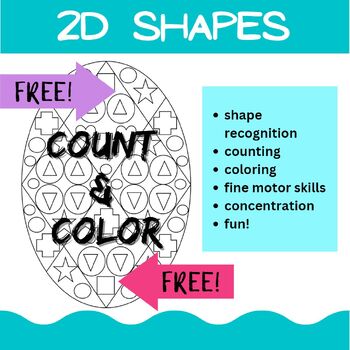 2D SHAPES
FREE!
COUNT
&
COLOR
• shape
recognition
• counting
• coloring
• fine motor skills
• concentration
• fun!
FREE!